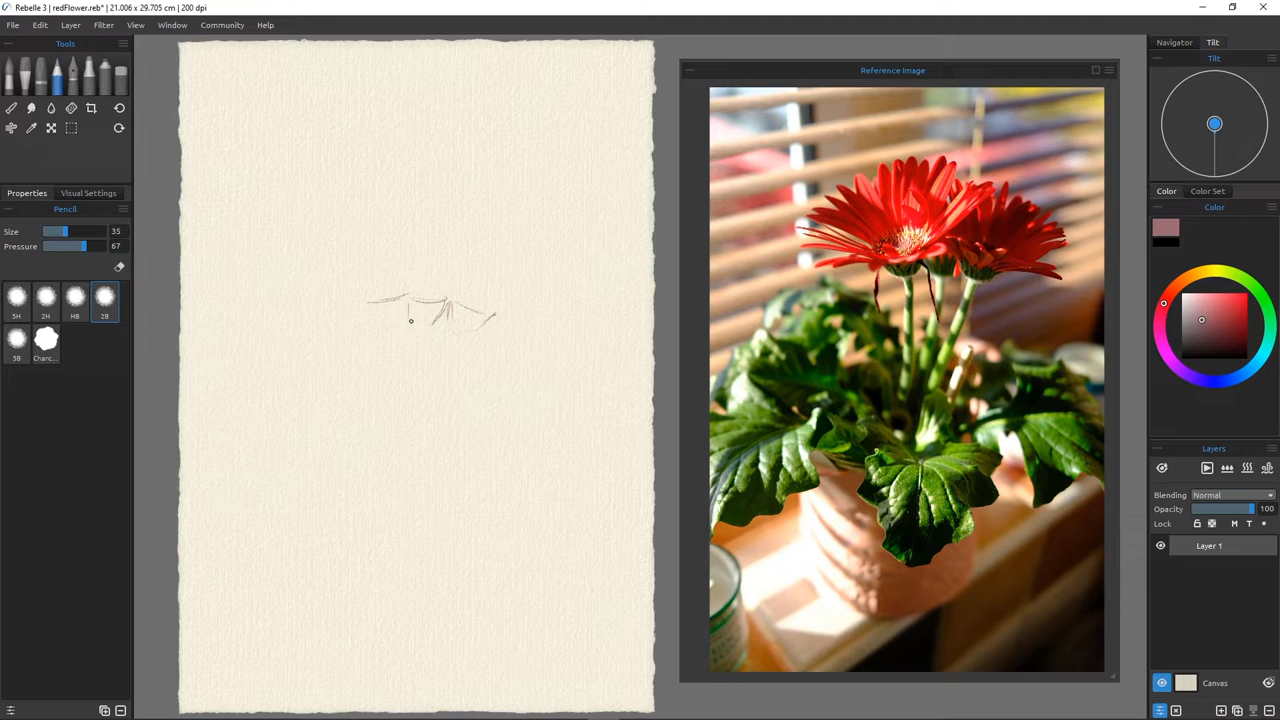 Rebelle 3 | redFlower.reb* | 21.006 x 29.705 cm | 200 dpi
File Edit Layer Filter View Window Community Help
Tools
Properties Visual Settings
Pencil
Size 35
Pressure 67
5H 2H HB 2B
5B Charc...
Reference Image
Navigator Tilt
Tilt
Color Color Set
Color
Layers
Blending Normal
Opacity 100
Lock M T
Layer 1
Canvas